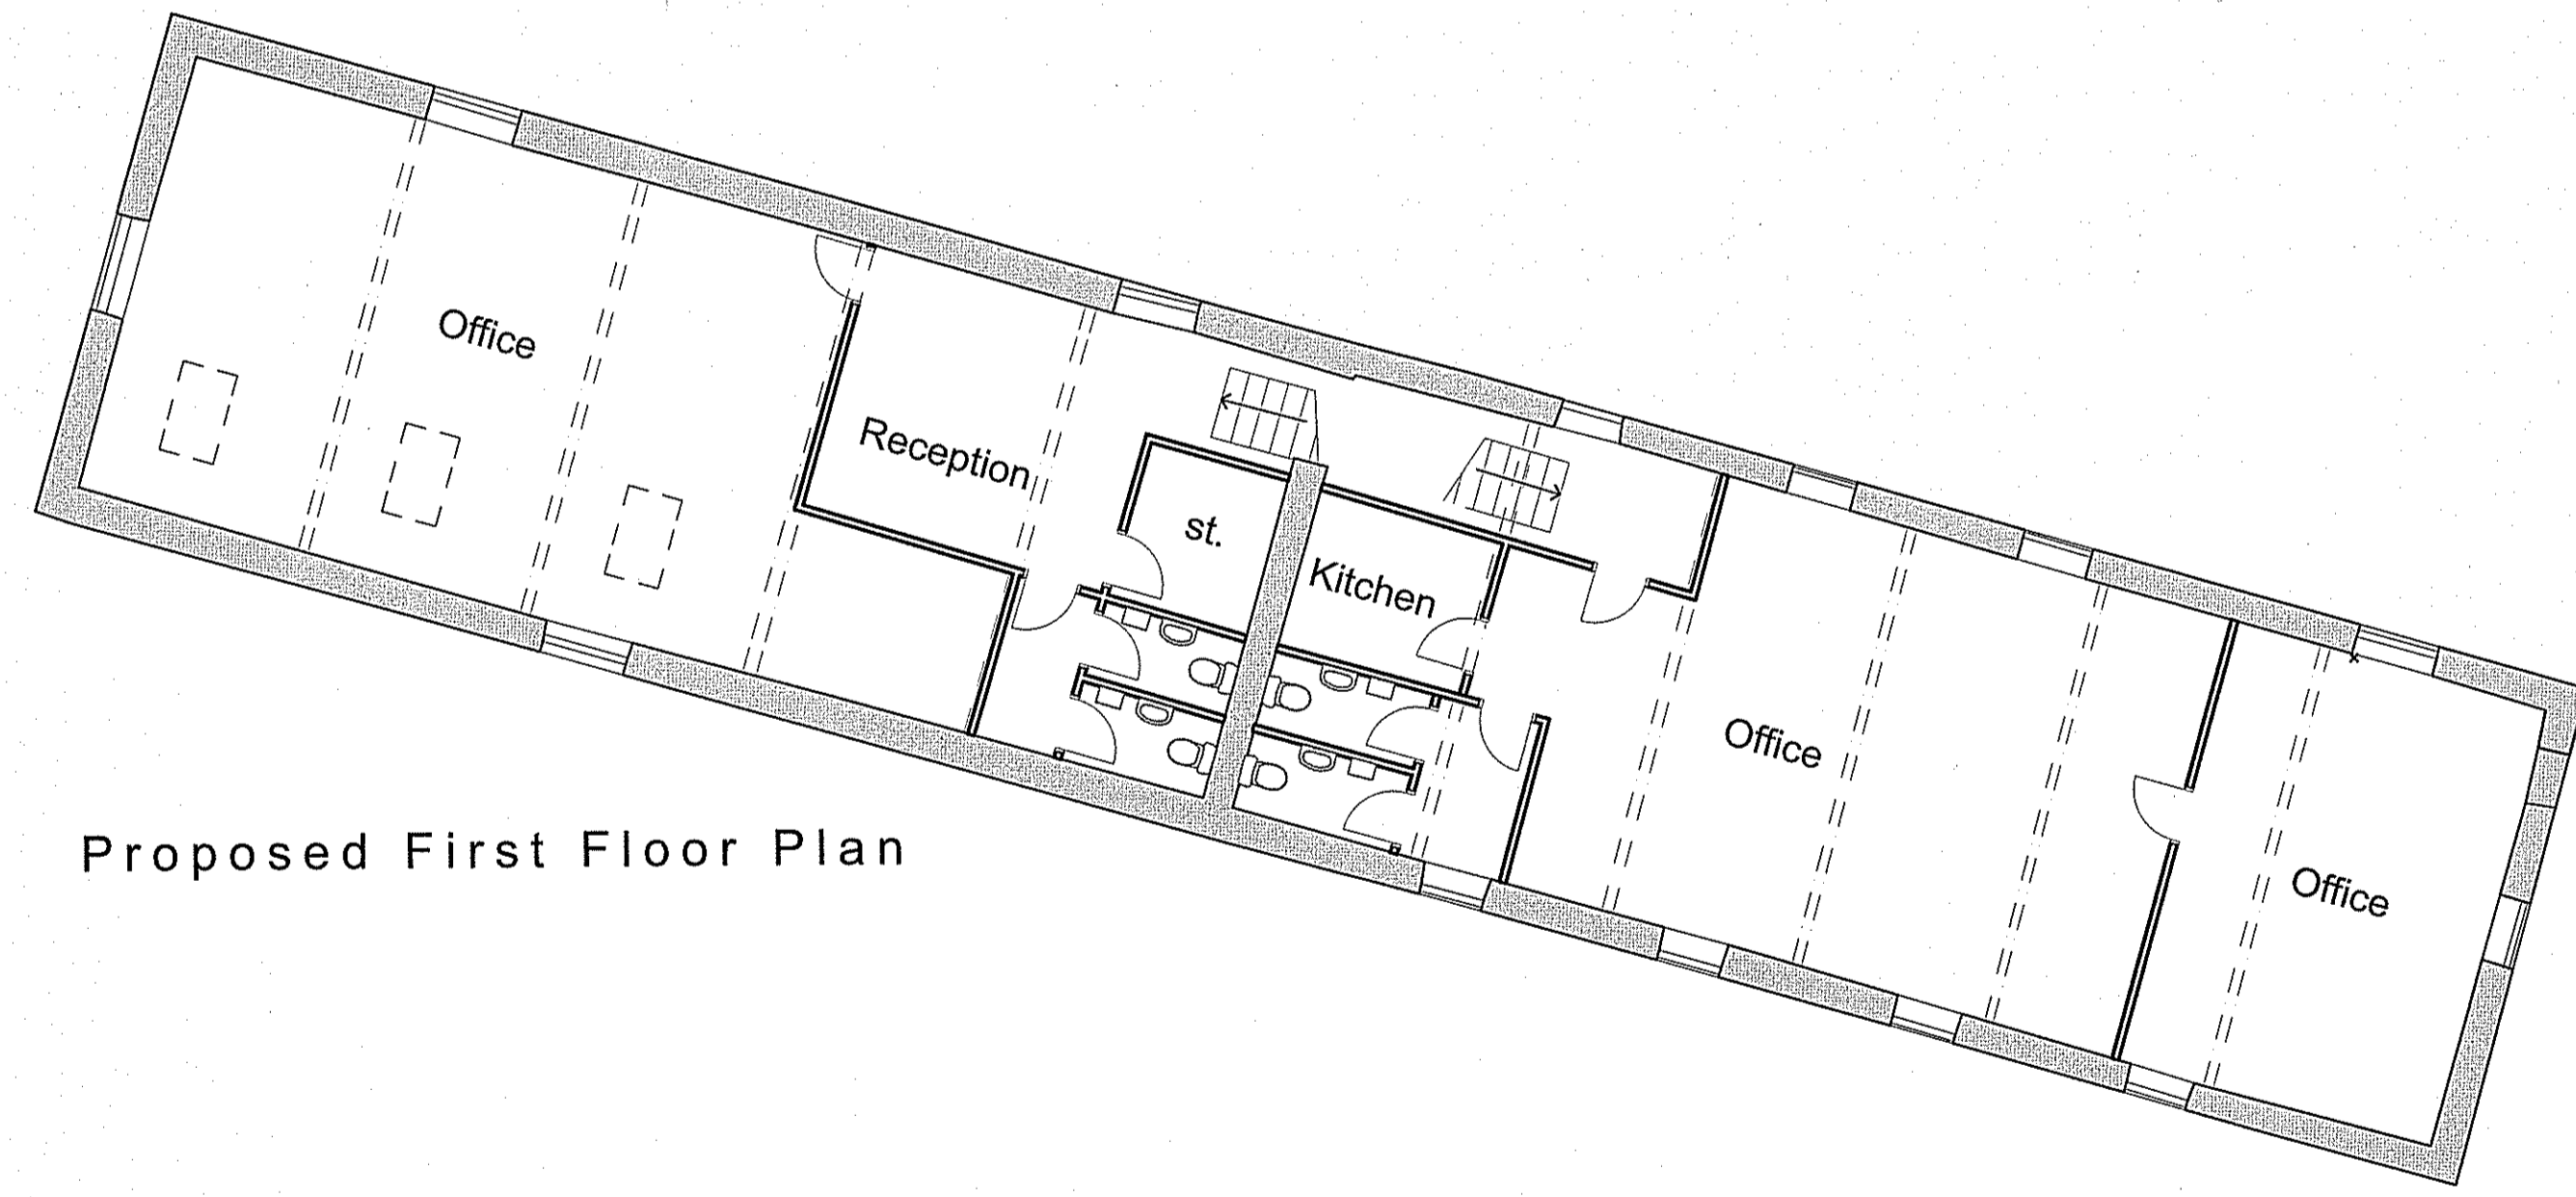 Office
Reception
st.
Kitchen
Office
Office
Proposed First Floor Plan